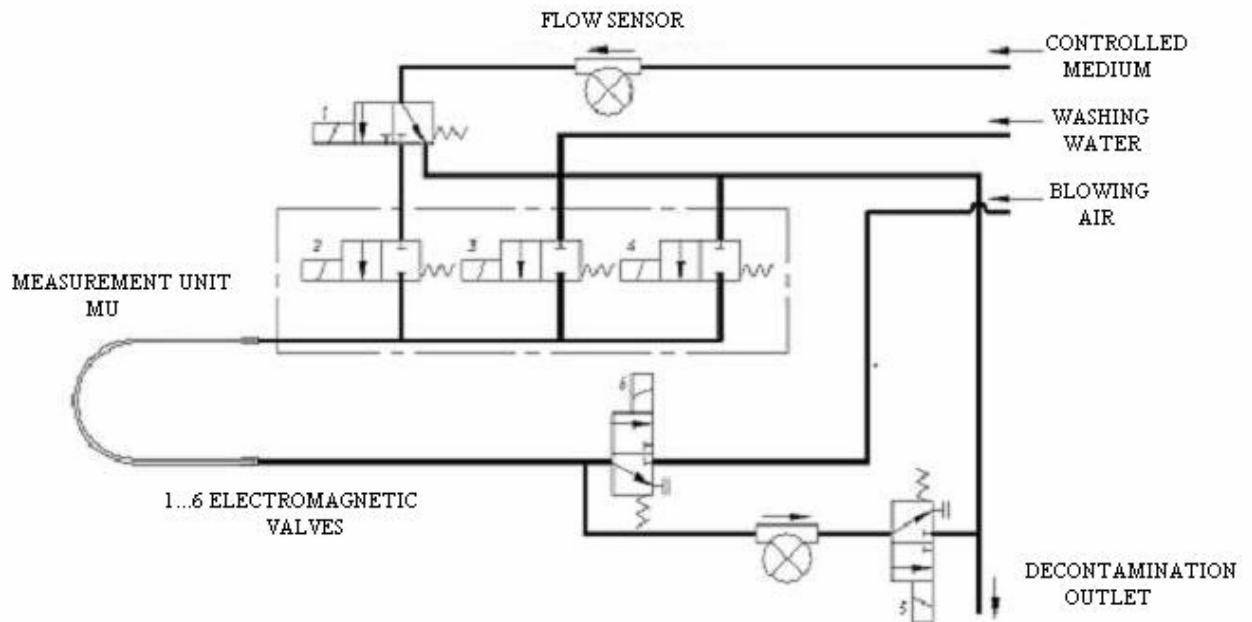 FLOW SENSOR
CONTROLLED
MEDIUM
WASHING
WATER
BLOWING
AIR
1
2
3
4
MEASUREMENT UNIT
MU
6
1...6 ELECTROMAGNETIC
VALVES
5
DECONTAMINATION
OUTLET